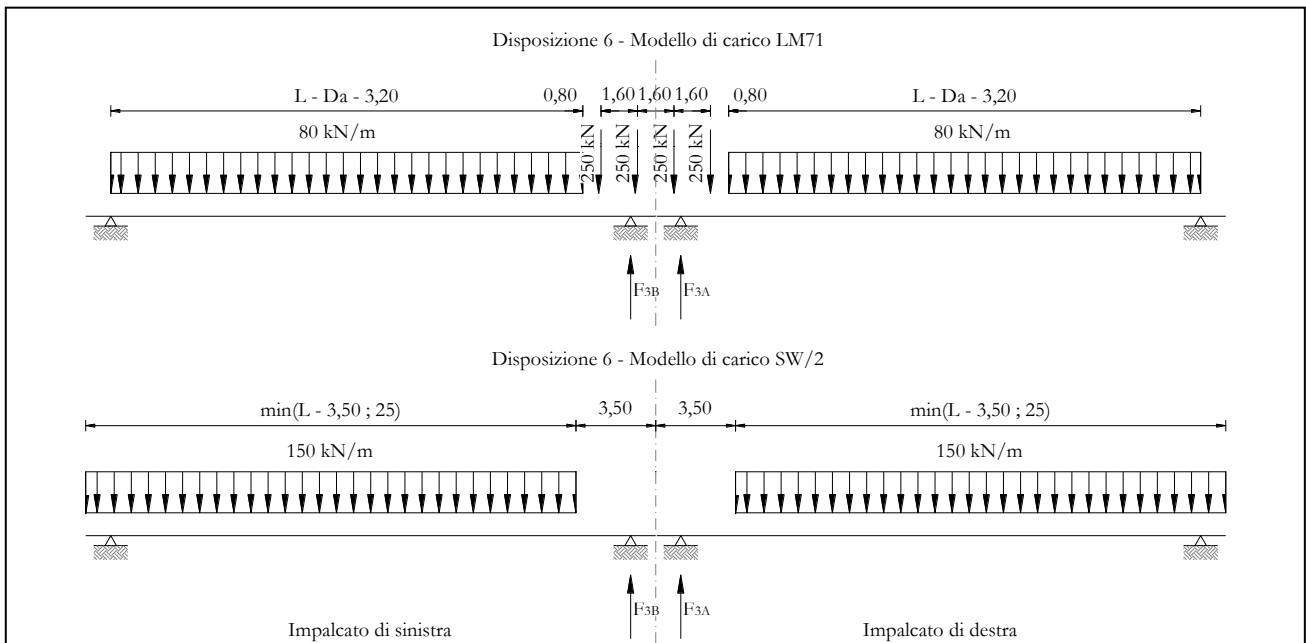 Disposizione 6 - Modello di carico LM71
L - Da - 3,20
0,80
1,60
1,60
1,60
0,80
L - Da - 3,20
80 kN/m
250 kN
250 kN
250 kN
250 kN
80 kN/m
F3B
F3A
Disposizione 6 - Modello di carico SW/2
min(L - 3,50 ; 25)
3,50
3,50
min(L - 3,50 ; 25)
150 kN/m
150 kN/m
F3B
F3A
Impalcato di sinistra
Impalcato di destra